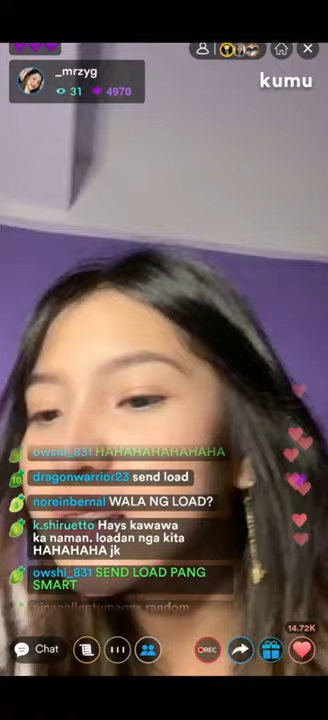 _mrzyg
31 4970
kumu
owshi_831 HAHAHAHAHAHAHA
dragonwarrior23 send load
noreinbernal WALA NG LOAD?
k.shiruetto Hays kawawa
ka naman. loadan nga kita
HAHAHAHA jk
owshi_831 SEND LOAD PANG
SMART
random
14.72K
Chat
REC